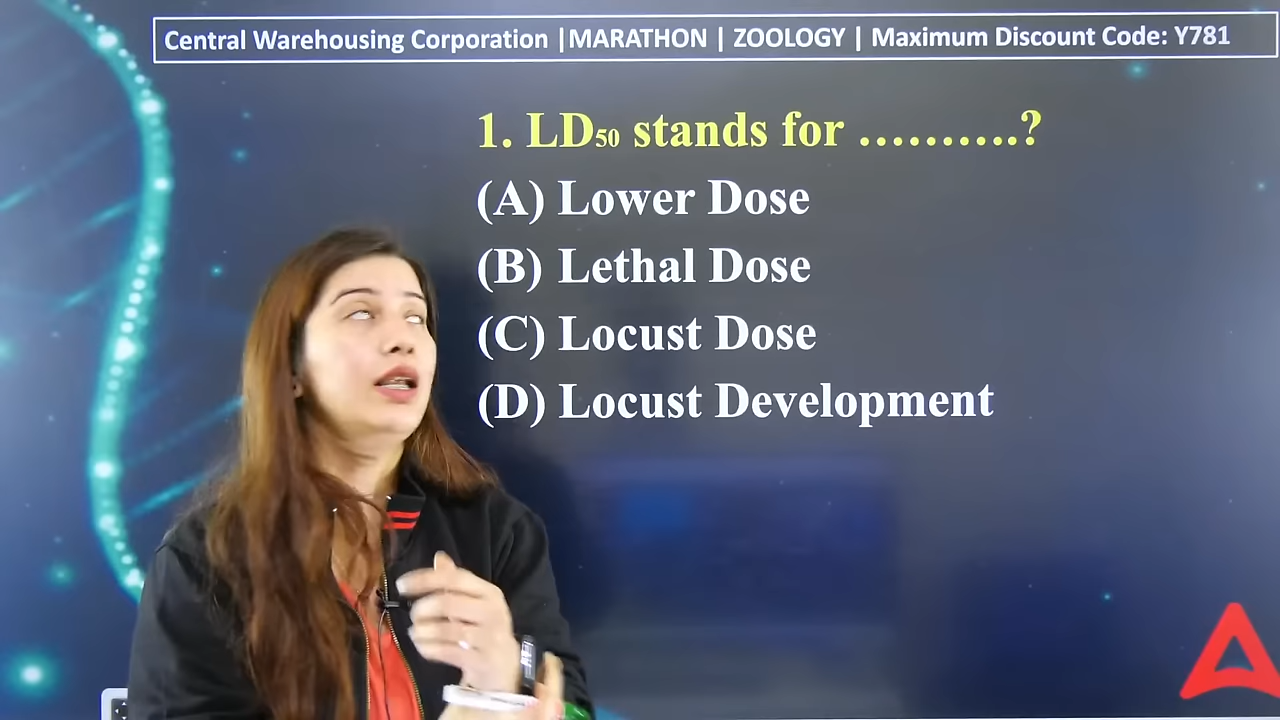 Central Warehousing Corporation |MARATHON | ZOOLOGY | Maximum Discount Code: Y781
1. LD₅₀ stands for ……….?
(A) Lower Dose
(B) Lethal Dose
(C) Locust Dose
(D) Locust Development